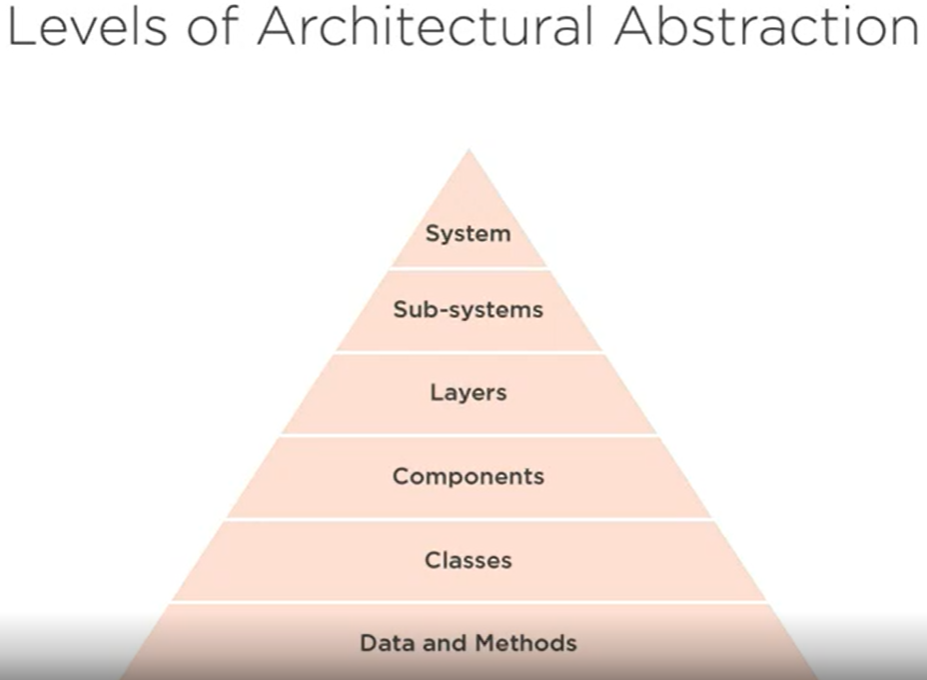 Levels of Architectural Abstraction
System
Sub-systems
Layers
Components
Classes
Data and Methods